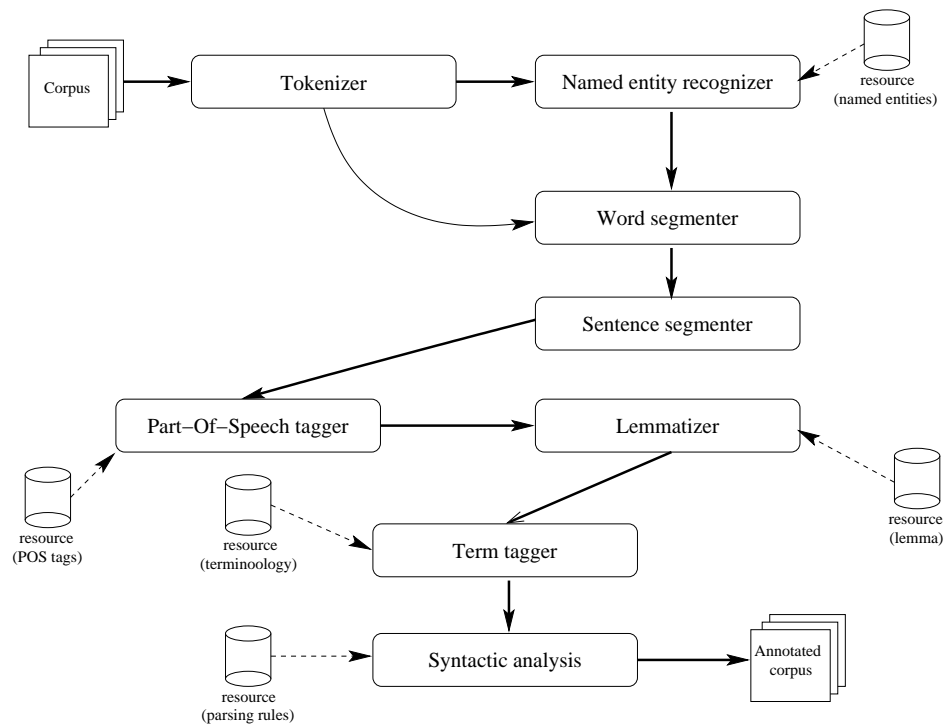 Corpus
Tokenizer
Named entity recognizer
resource
(named entities)
Word segmenter
Sentence segmenter
Part−Of−Speech tagger
Lemmatizer
resource
(POS tags)
resource
(terminoology)
resource
(lemma)
Term tagger
Syntactic analysis
Annotated
corpus
resource
(parsing rules)